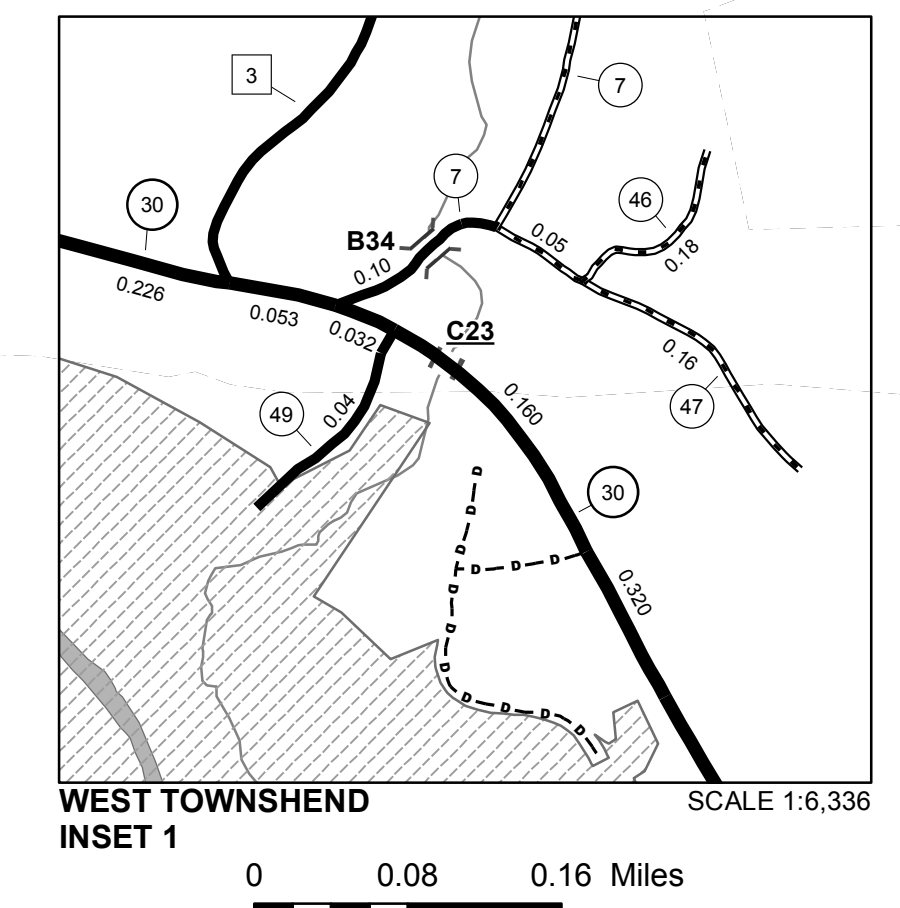 3
7
30
7
46
B34
0.05
0.18
0.10
0.226
0.053
0.032
C23
0.16
0.160
47
49
0.04
30
D
D
D D D
D
0.320
D
D
D
D
D
D
D
WEST TOWNSHEND
SCALE 1:6,336
INSET 1
0 0.08 0.16 Miles